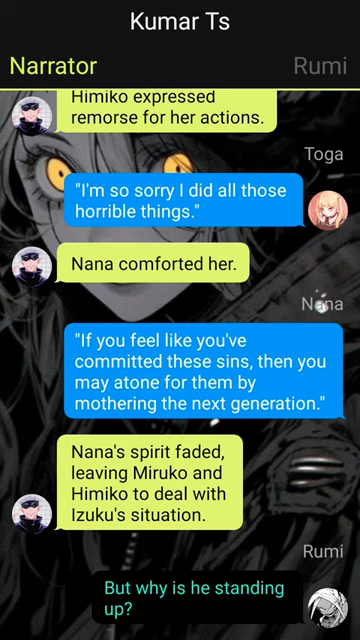 Kumar Ts
Narrator
Rumi
Himiko expressed
remorse for her actions.
Toga
"I'm so sorry I did all those
horrible things."
Nana comforted her.
Nana
"If you feel like you've
committed these sins, then you
may atone for them by
mothering the next generation."
Nana's spirit faded,
leaving Miruko and
Himiko to deal with
Izuku's situation.
Rumi
But why is he standing
up?